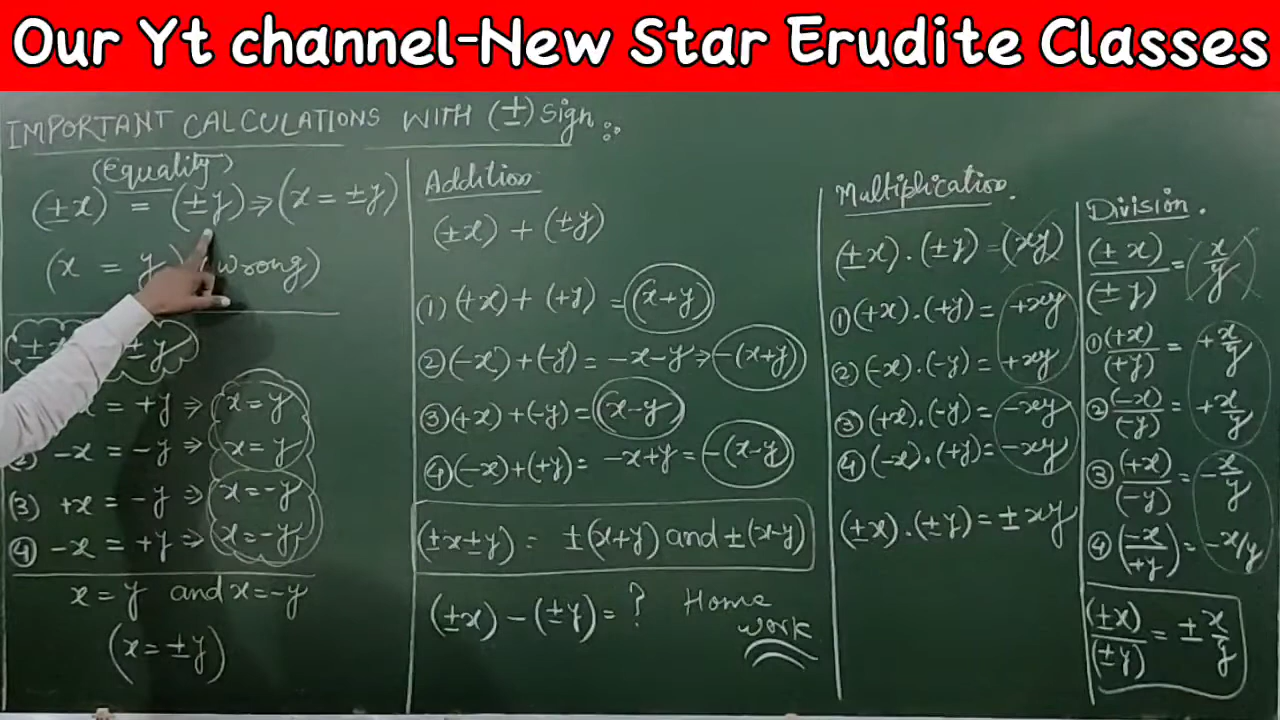 Our Yt channel-New Star Erudite Classes
IMPORTANT CALCULATIONS WITH (±) Sign
(Equality)
(±x) = (±y) ⇒ (x = ±y)
(x = y) (wrong)
±x ±y
x = +y ⇒ x = y
2) -x = -y ⇒ x = y
(3) +x = -y ⇒ x = -y
④ -x = +y ⇒ x = -y
x = y and x = -y
(x = ±y)
Addition
(±x) + (±y)
(1) (+x) + (+y) = (x+y)
② (-x) + (-y) = -x-y ⇒ -(x+y)
③ (+x) + (-y) = (x-y)
④ (-x) + (+y) = -x+y = -(x-y)
(±x±y) = ±(x+y) and ±(x-y)
(±x) - (±y) = ? Home
work
Multiplication.
(±x).(±y) = (xy)
① (+x).(+y) = +xy
② (-x).(-y) = +xy
③ (+x).(-y) = -xy
④ (-x).(+y) = -xy
(±x).(±y) = ±xy
Division.
(±x)/(±y) = x/y
① (+x)/(+y) = +x/y
② (-x)/(-y) = +x/y
③ (+x)/(-y) = -x/y
④ (-x/+y) = -x/y
(±x)/(±y) = ±x/y